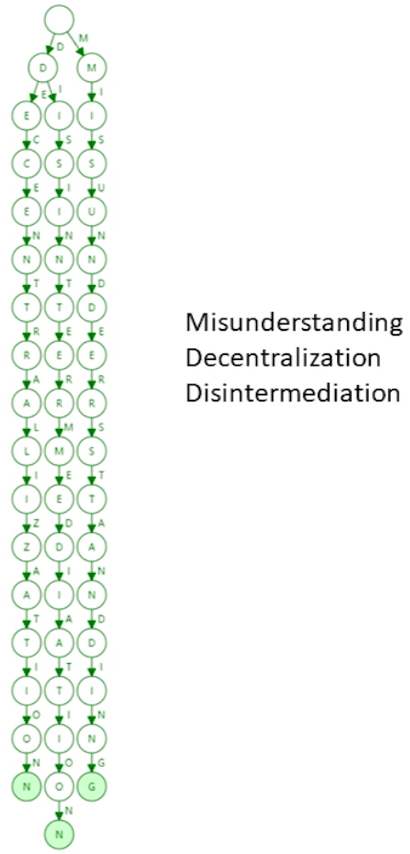 D M
D M
E I I
E I I
C S S
C S S
E I U
E I U
N N N
N N N
T T D
T T D
R E E
R E E
A R R
A R R
L M S
L M S
I E T
I E T
Z D A
Z D A
A I N
A I N
T A D
T A D
I T I
I T I
O I N
O I N
N O G
N O G
N
N
Misunderstanding
Decentralization
Disintermediation